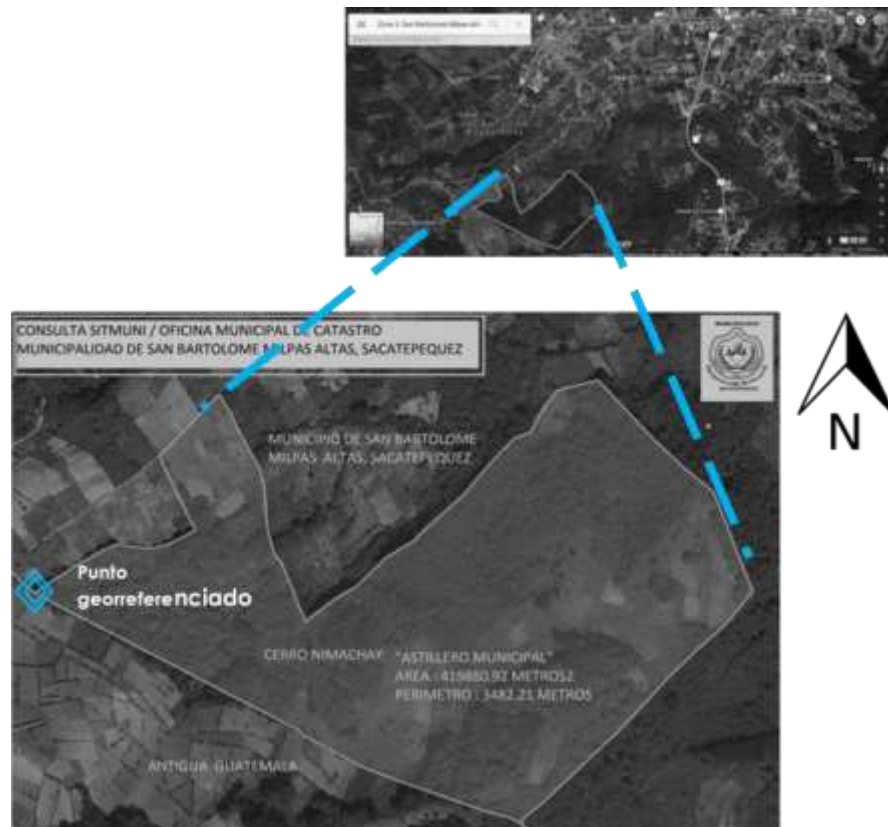 CONSULTA SITMUNI / OFICINA MUNICIPAL DE CATASTRO
MUNICIPALIDAD DE SAN BARTOLOME MILPAS ALTAS, SACATEPEQUEZ
MUNICIPIO DE SAN BARTOLOME
MILPAS ALTAS, SACATEPEQUEZ
N
Punto
georreferenciado
CERRO NIMACHAY "ASTILLERO MUNICIPAL"
AREA : 419860.92 METROS2
PERIMETRO : 3482.21 METROS
ANTIGUA GUATEMALA